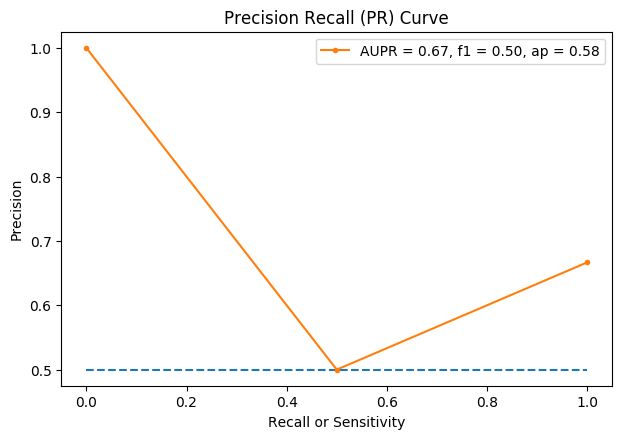 Precision Recall (PR) Curve
AUPR = 0.67, f1 = 0.50, ap = 0.58
1.0
0.9
0.8
0.7
0.6
0.5
Precision
0.0 0.2 0.4 0.6 0.8 1.0
Recall or Sensitivity